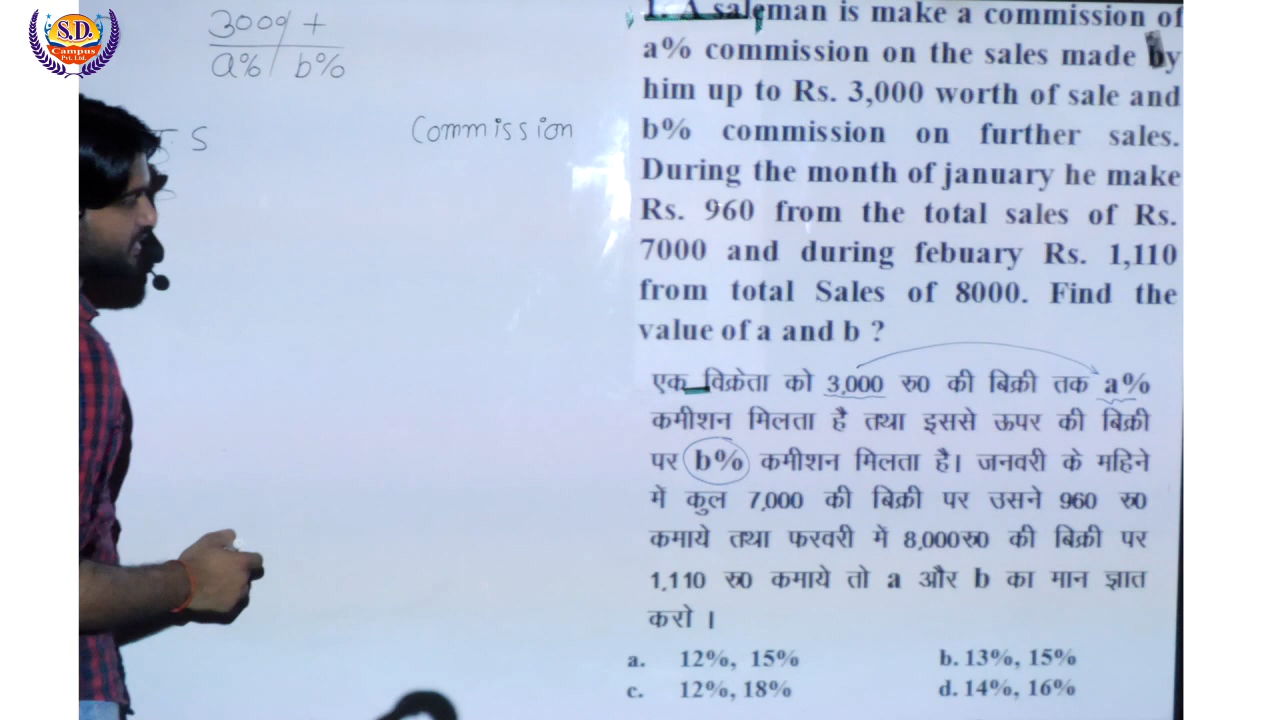 S.D.
Campus
Pvt. Ltd.
3000 +
a% b%
S
Commission
1. A saleman is make a commission of
a% commission on the sales made by
him up to Rs. 3,000 worth of sale and
b% commission on further sales.
During the month of january he make
Rs. 960 from the total sales of Rs.
7000 and during febuary Rs. 1,110
from total Sales of 8000. Find the
value of a and b ?
एक विक्रेता को 3,000 रु0 की बिक्री तक a%
कमीशन मिलता है तथा इससे ऊपर की बिक्री
पर b% कमीशन मिलता है। जनवरी के महिने
में कुल 7,000 की बिक्री पर उसने 960 रु0
कमाये तथा फरवरी में 8,000रु0 की बिक्री पर
1,110 रु0 कमाये तो a और b का मान ज्ञात
करो ।
a. 12%, 15% b. 13%, 15%
c. 12%, 18% d. 14%, 16%